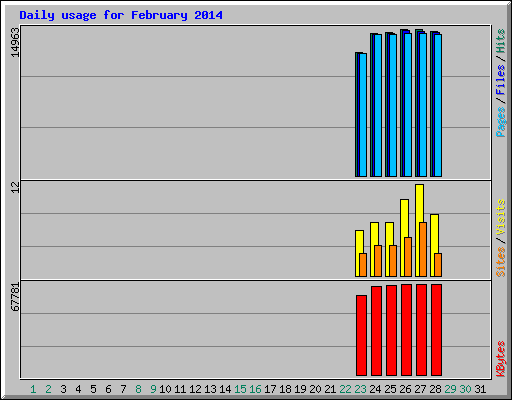 Daily usage for February 2014
14963
Pages / Files / Hits
12
Sites / Visits
67781
KBytes
1 2 3 4 5 6 7 8 9 10 11 12 13 14 15 16 17 18 19 20 21 22 23 24 25 26 27 28 29 30 31